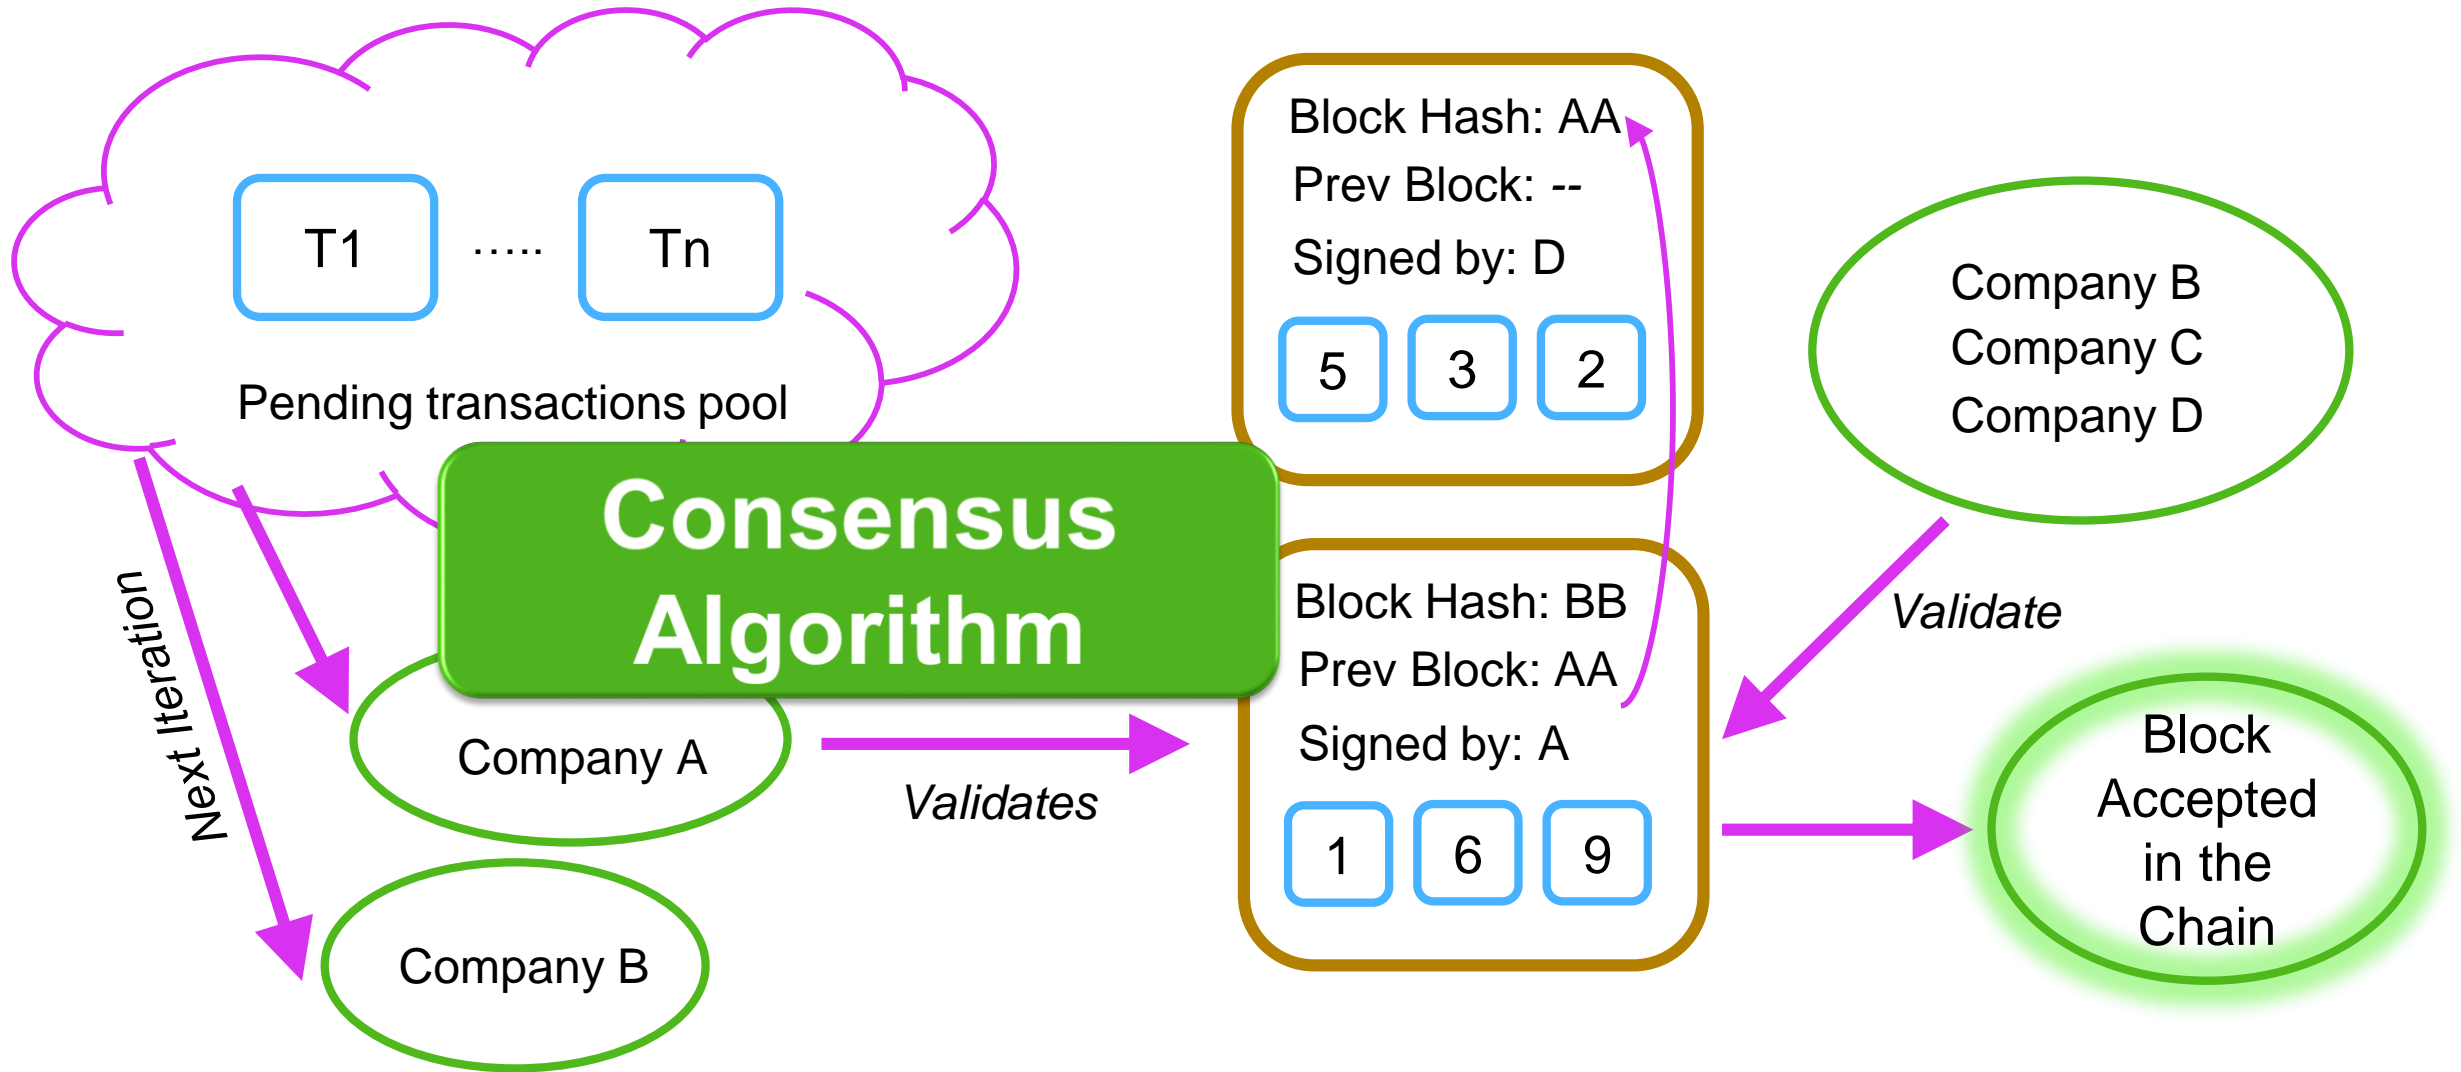 T1
.....
Tn
Pending transactions pool
Consensus
Algorithm
Next Iteration
Company A
Company B
Validates
Block Hash: AA
Prev Block: --
Signed by: D
5
3
2
Block Hash: BB
Prev Block: AA
Signed by: A
1
6
9
Company B
Company C
Company D
Validate
Block
Accepted
in the
Chain